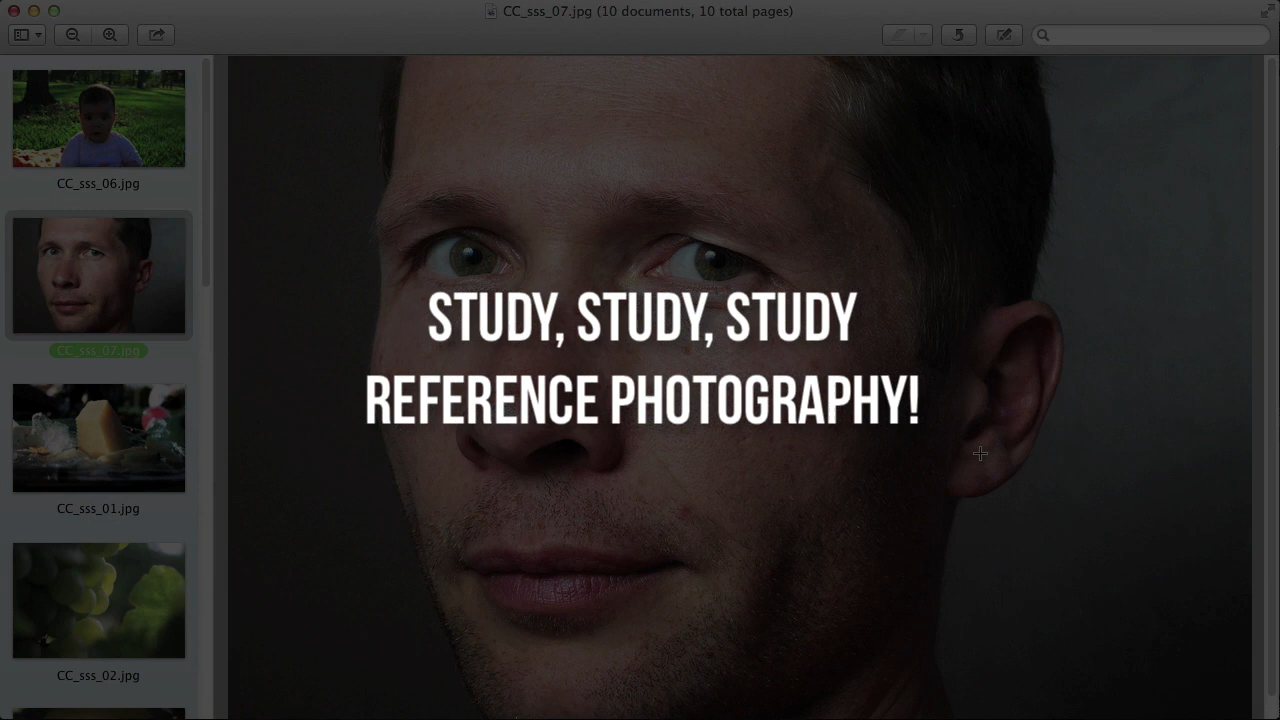 CC_sss_07.jpg (10 documents, 10 total pages)
CC_sss_06.jpg
CC_sss_07.jpg
CC_sss_01.jpg
CC_sss_02.jpg
STUDY, STUDY, STUDY
REFERENCE PHOTOGRAPHY!